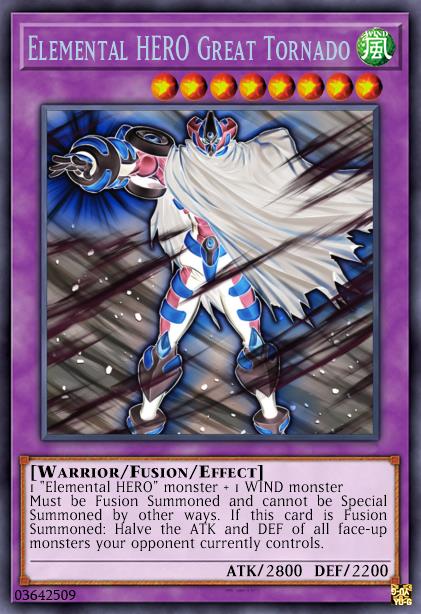 Elemental HERO Great Tornado
WIND
風
[Warrior/Fusion/Effect]
1 "Elemental HERO" monster + 1 WIND monster
Must be Fusion Summoned and cannot be Special
Summoned by other ways. If this card is Fusion
Summoned: Halve the ATK and DEF of all face-up
monsters your opponent currently controls.
ATK/2800 DEF/2200
03642509